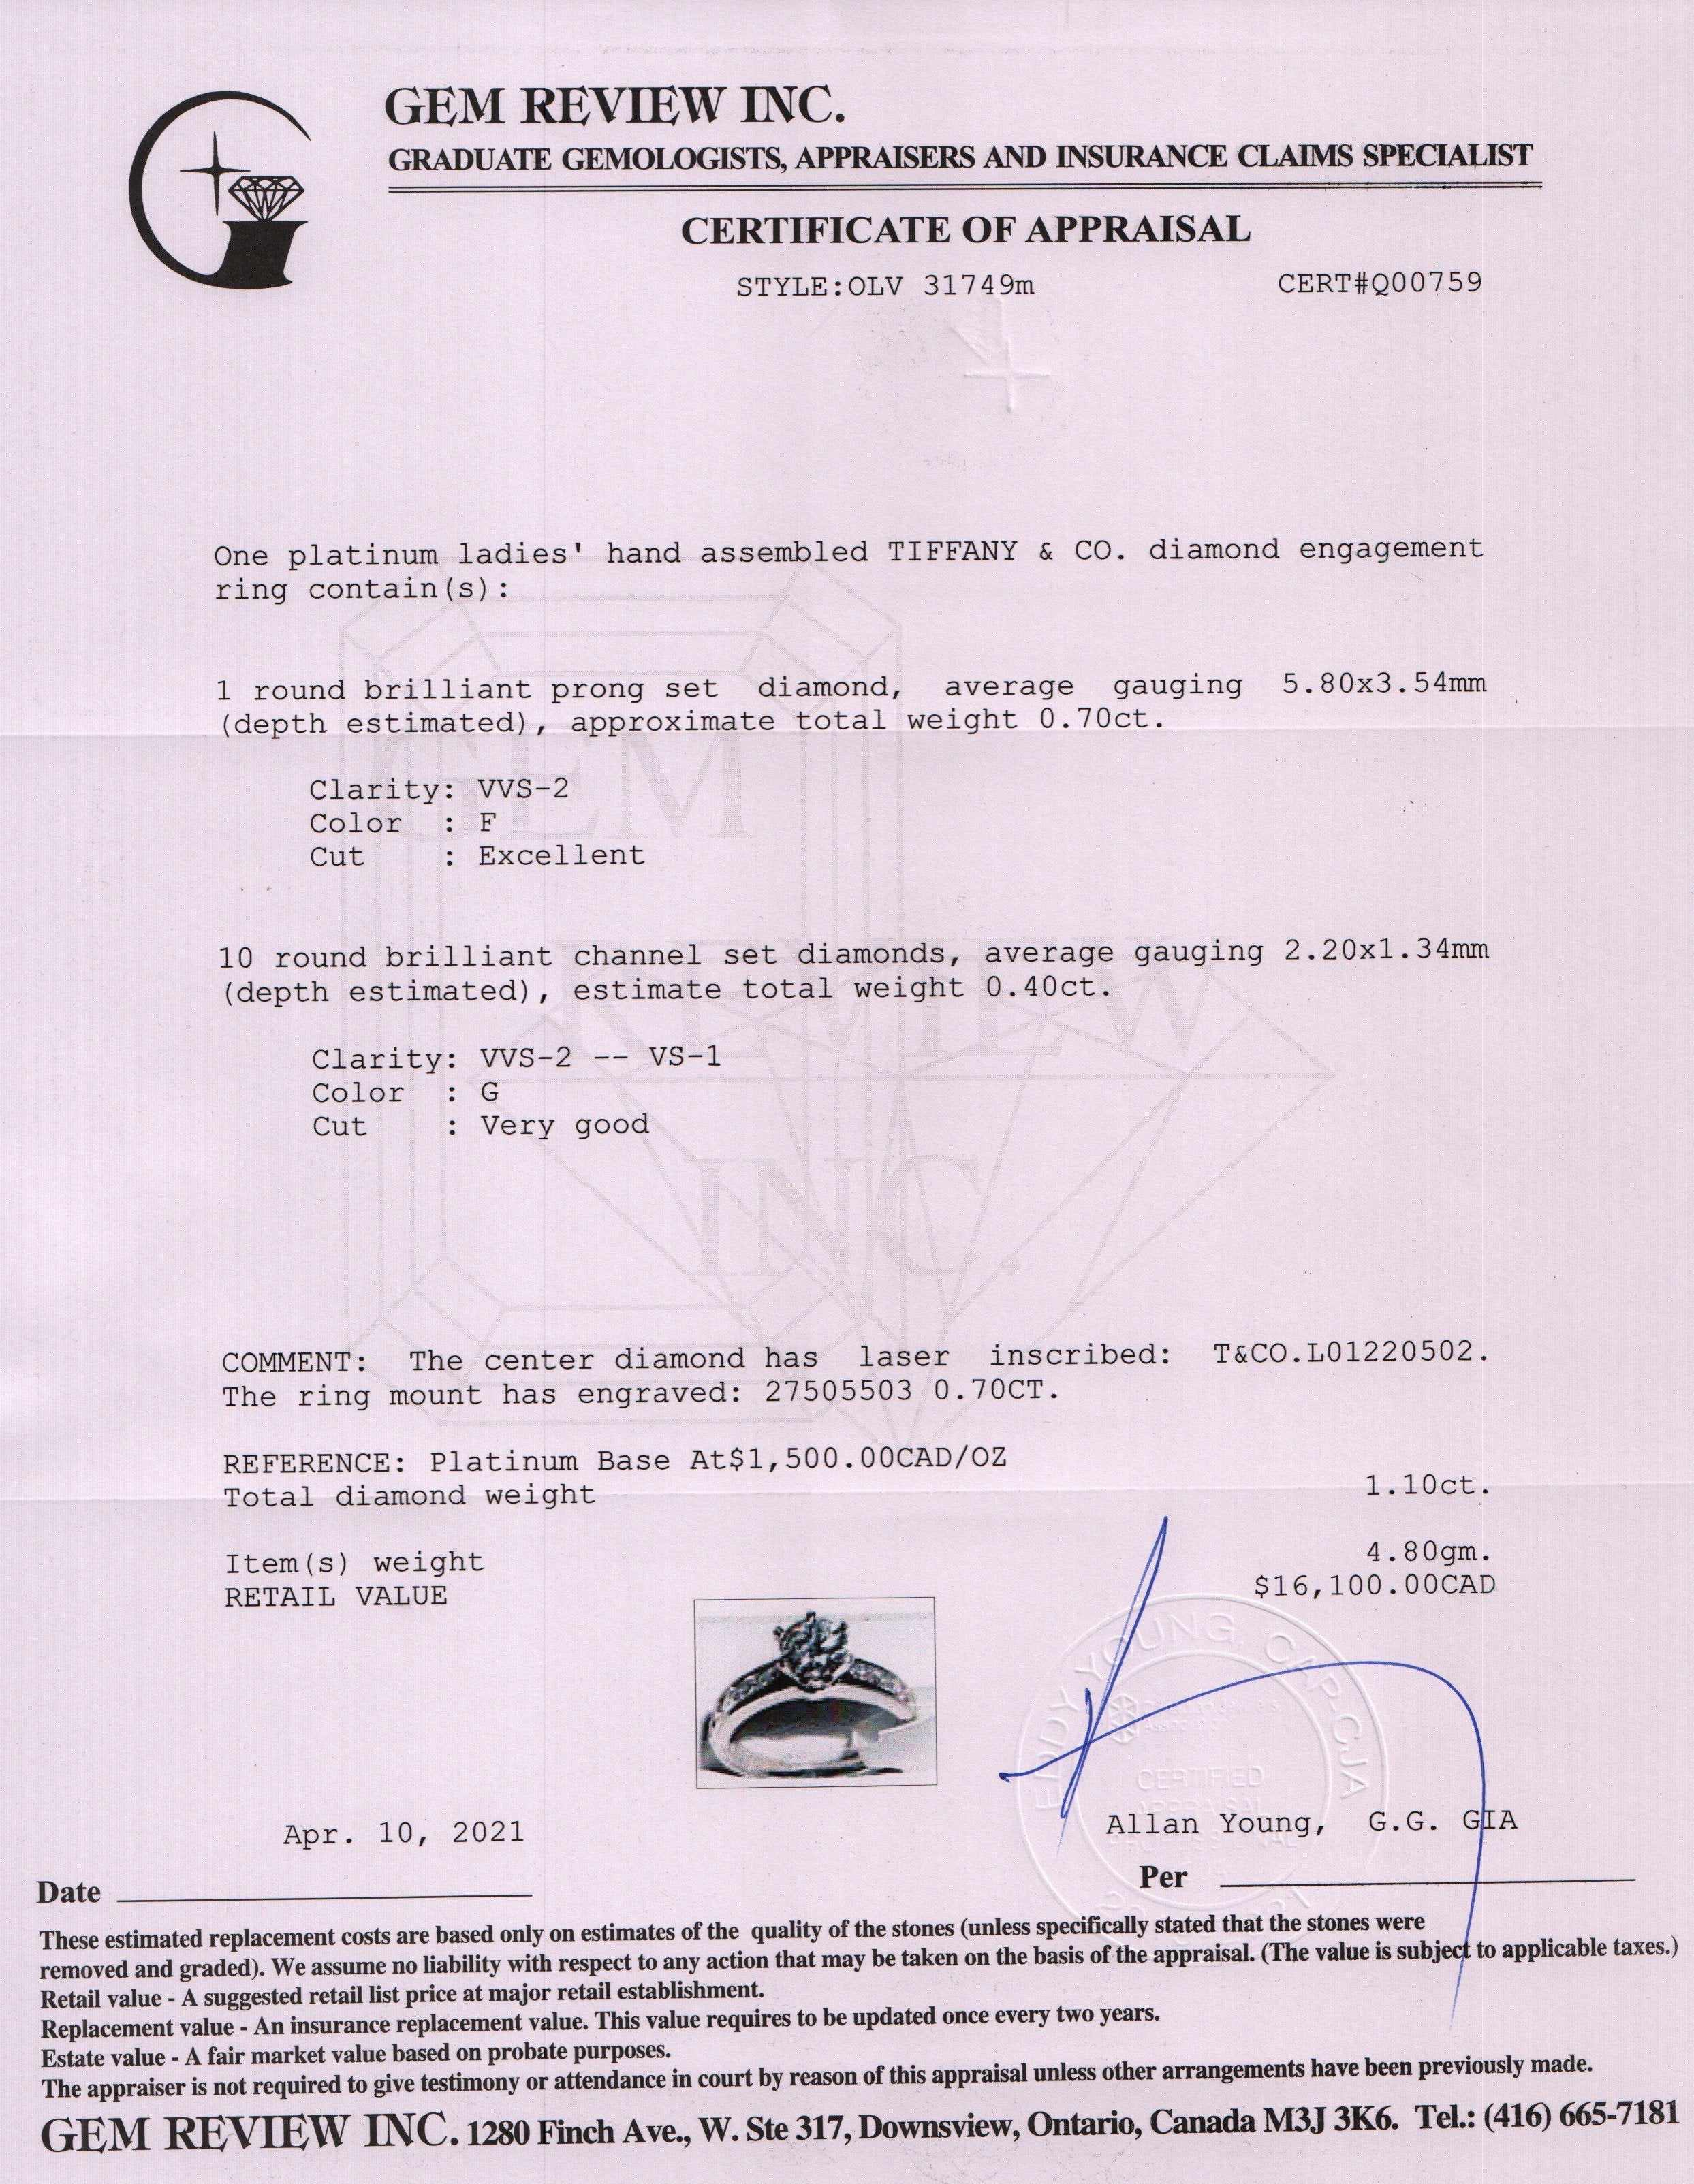 GEM REVIEW INC.
GRADUATE GEMOLOGISTS, APPRAISERS AND INSURANCE CLAIMS SPECIALIST
CERTIFICATE OF APPRAISAL
STYLE:OLV 31749m CERT#Q00759
One platinum ladies' hand assembled TIFFANY & CO. diamond engagement
ring contain(s):
1 round brilliant prong set diamond, average gauging 5.80x3.54mm
(depth estimated), approximate total weight 0.70ct.
GEM
Clarity: VVS-2
Color : F
Cut : Excellent
10 round brilliant channel set diamonds, average gauging 2.20x1.34mm
(depth estimated), estimate total weight 0.40ct.
REVIEW
Clarity: VVS-2 -- VS-1
Color : G
Cut : Very good
INC.
COMMENT: The center diamond has laser inscribed: T&CO.L01220502.
The ring mount has engraved: 27505503 0.70CT.
REFERENCE: Platinum Base At$1,500.00CAD/OZ
Total diamond weight 1.10ct.
Item(s) weight 4.80gm.
RETAIL VALUE $16,100.00CAD
YOUNG, CAP-CJA
CERTIFIED
APPRAISAL
Apr. 10, 2021
Allan Young, G.G. GIA
Date
Per
These estimated replacement costs are based only on estimates of the quality of the stones (unless specifically stated that the stones were
removed and graded). We assume no liability with respect to any action that may be taken on the basis of the appraisal. (The value is subject to applicable taxes.)
Retail value - A suggested retail list price at major retail establishment.
Replacement value - An insurance replacement value. This value requires to be updated once every two years.
Estate value - A fair market value based on probate purposes.
The appraiser is not required to give testimony or attendance in court by reason of this appraisal unless other arrangements have been previously made.
GEM REVIEW INC. 1280 Finch Ave., W. Ste 317, Downsview, Ontario, Canada M3J 3K6. Tel.: (416) 665-7181